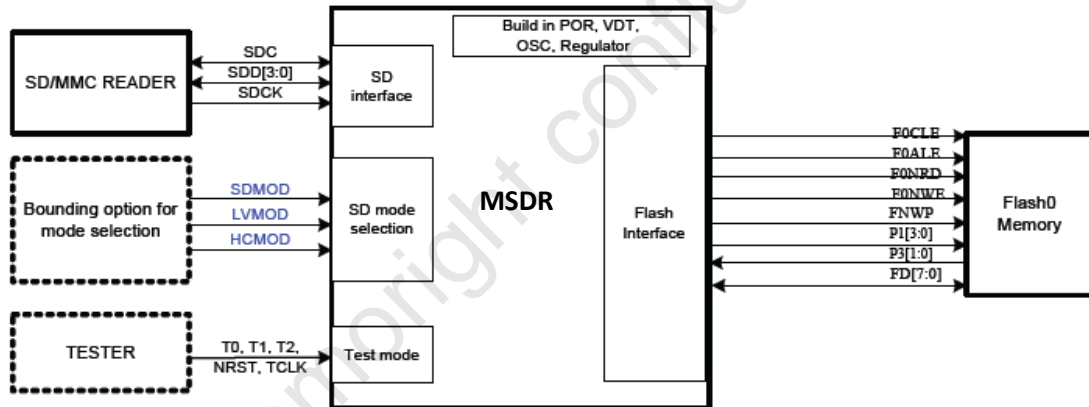 Build in POR, VDT,
OSC, Regulator
SD/MMC READER
SDC
SDD[3:0]
SDCK
SD
interface
Bounding option for
mode selection
SDMOD
LVMOD
HCMOD
SD mode
selection
MSDR
Flash
Interface
F0CLE
F0ALE
F0NRD
F0NWE
FNWP
P1[3:0]
P3[1:0]
FD[7:0]
Flash0
Memory
TESTER
T0, T1, T2,
NRST, TCLK
Test mode